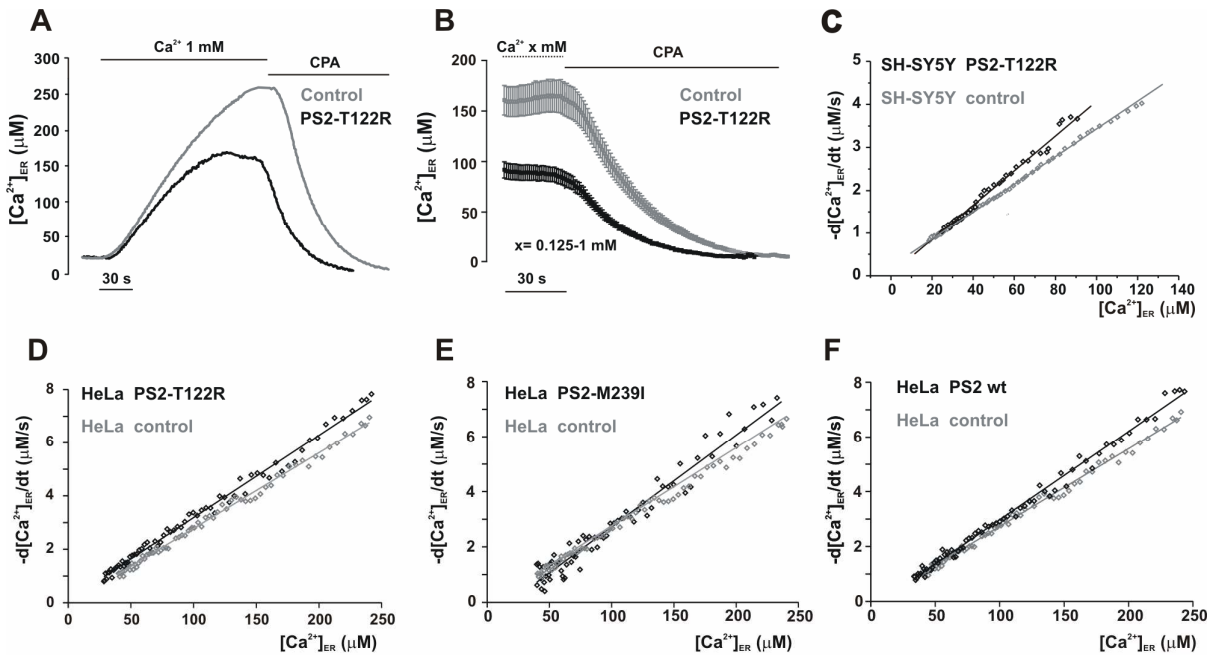 A
Ca²⁺ 1 mM
CPA
Control
PS2-T122R
[Ca²⁺]ER (μM)
300
250
200
150
100
50
0
30 s
B
Ca²⁺ x mM
CPA
Control
PS2-T122R
[Ca²⁺]ER (μM)
200
150
100
50
0
x= 0.125-1 mM
30 s
C
SH-SY5Y PS2-T122R
SH-SY5Y control
-d[Ca²⁺]ER/dt (μM/s)
5
4
3
2
1
0
0 20 40 60 80 100 120 140
[Ca²⁺]ER (μM)
D
HeLa PS2-T122R
HeLa control
-d[Ca²⁺]ER/dt (μM/s)
8
6
4
2
0
0 50 100 150 200 250
[Ca²⁺]ER (μM)
E
HeLa PS2-M239I
HeLa control
-d[Ca²⁺]ER/dt (μM/s)
8
6
4
2
0
0 50 100 150 200 250
[Ca²⁺]ER (μM)
F
HeLa PS2 wt
HeLa control
-d[Ca²⁺]ER/dt (μM/s)
8
6
4
2
0
0 50 100 150 200 250
[Ca²⁺]ER (μM)